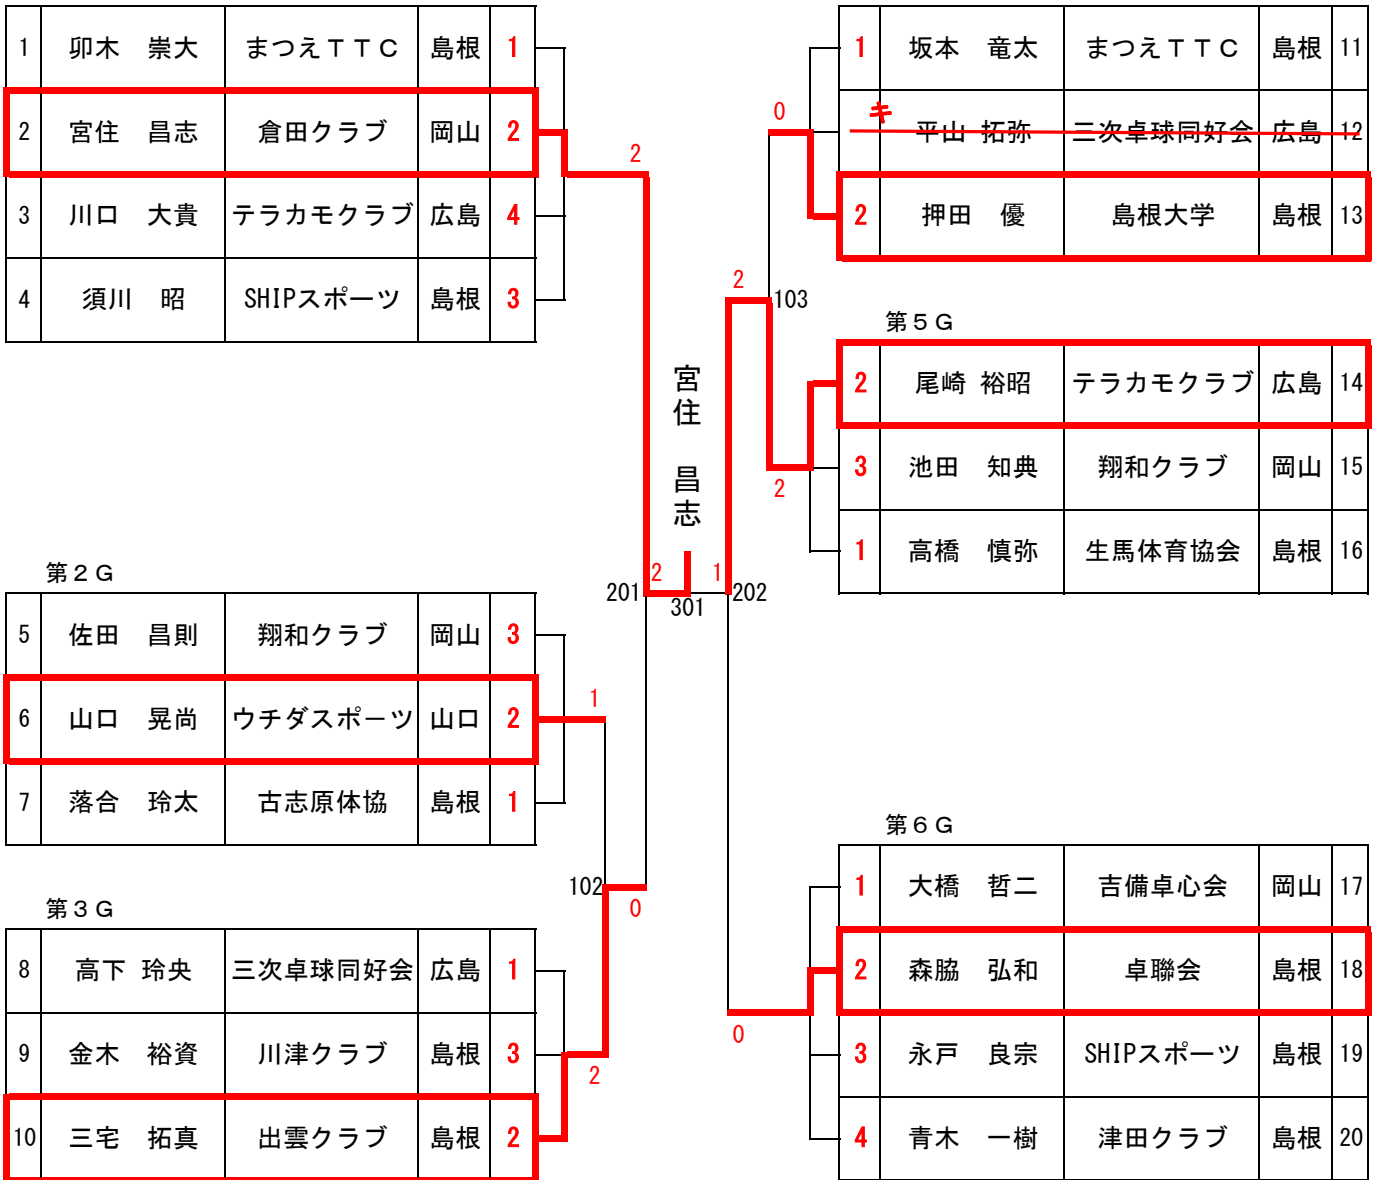 1 卯木 崇大 まつえTTC 島根 1
2 宮住 昌志 倉田クラブ 岡山 2
3 川口 大貴 テラカモクラブ 広島 4
4 須川 昭 SHIPスポーツ 島根 3
第2G
5 佐田 昌則 翔和クラブ 岡山 3
6 山口 晃尚 ウチダスポーツ 山口 2
7 落合 玲太 古志原体協 島根 1
第3G
8 高下 玲央 三次卓球同好会 広島 1
9 金木 裕資 川津クラブ 島根 3
10 三宅 拓真 出雲クラブ 島根 2
2
1
102
0
2
201
2
宮住 昌志
301
1
202
2
103
0
2
0
1 坂本 竜太 まつえTTC 島根 11
キ
平山 拓弥 三次卓球同好会 広島 12
2 押田 優 島根大学 島根 13
第5G
2 尾崎 裕昭 テラカモクラブ 広島 14
3 池田 知典 翔和クラブ 岡山 15
1 高橋 慎弥 生馬体育協会 島根 16
第6G
1 大橋 哲二 吉備卓心会 岡山 17
2 森脇 弘和 卓聯会 島根 18
3 永戸 良宗 SHIPスポーツ 島根 19
4 青木 一樹 津田クラブ 島根 20